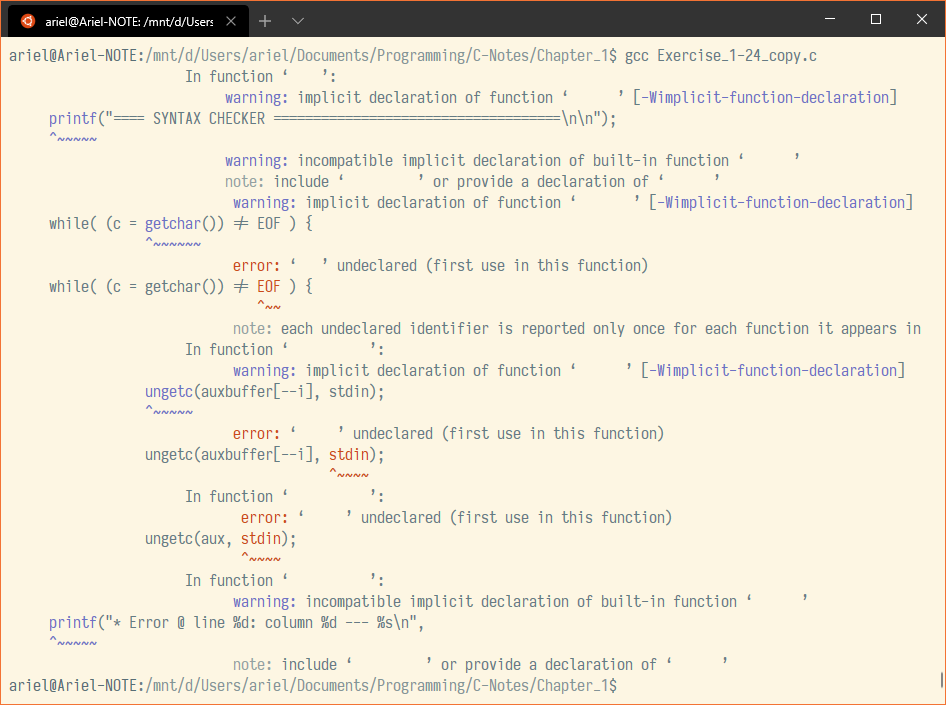 ariel@Ariel-NOTE: /mnt/d/Users
ariel@Ariel-NOTE:/mnt/d/Users/ariel/Documents/Programming/C-Notes/Chapter_1$ gcc Exercise_1-24_copy.c
In function ‘    ’:
warning: implicit declaration of function ‘      ’ [-Wimplicit-function-declaration]
printf("==== SYNTAX CHECKER ====================================\n\n");
^~~~~~
warning: incompatible implicit declaration of built-in function ‘      ’
note: include ‘         ’ or provide a declaration of ‘      ’
warning: implicit declaration of function ‘       ’ [-Wimplicit-function-declaration]
while( (c = getchar()) ≠ EOF ) {
^~~~~~~
error: ‘   ’ undeclared (first use in this function)
while( (c = getchar()) ≠ EOF ) {
^~~
note: each undeclared identifier is reported only once for each function it appears in
In function ‘          ’:
warning: implicit declaration of function ‘      ’ [-Wimplicit-function-declaration]
ungetc(auxbuffer[--i], stdin);
^~~~~~
error: ‘     ’ undeclared (first use in this function)
ungetc(auxbuffer[--i], stdin);
^~~~~
In function ‘          ’:
error: ‘     ’ undeclared (first use in this function)
ungetc(aux, stdin);
^~~~~
In function ‘          ’:
warning: incompatible implicit declaration of built-in function ‘      ’
printf("* Error @ line %d: column %d --- %s\n",
^~~~~~
note: include ‘         ’ or provide a declaration of ‘      ’
ariel@Ariel-NOTE:/mnt/d/Users/ariel/Documents/Programming/C-Notes/Chapter_1$